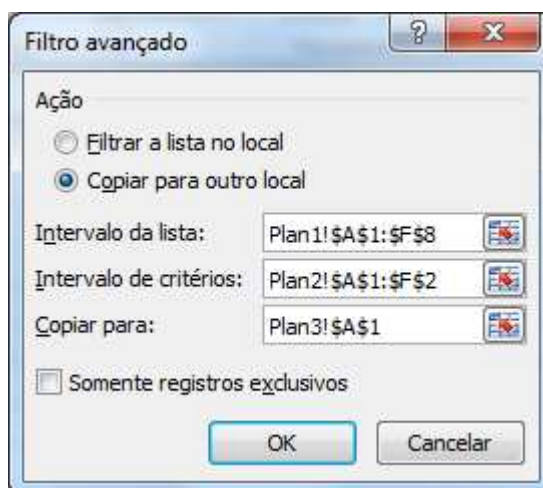 Filtro avançado
Ação
Filtrar a lista no local
Copiar para outro local
Intervalo da lista: Plan1!$A$1:$F$8
Intervalo de critérios: Plan2!$A$1:$F$2
Copiar para: Plan3!$A$1
Somente registros exclusivos
OK Cancelar